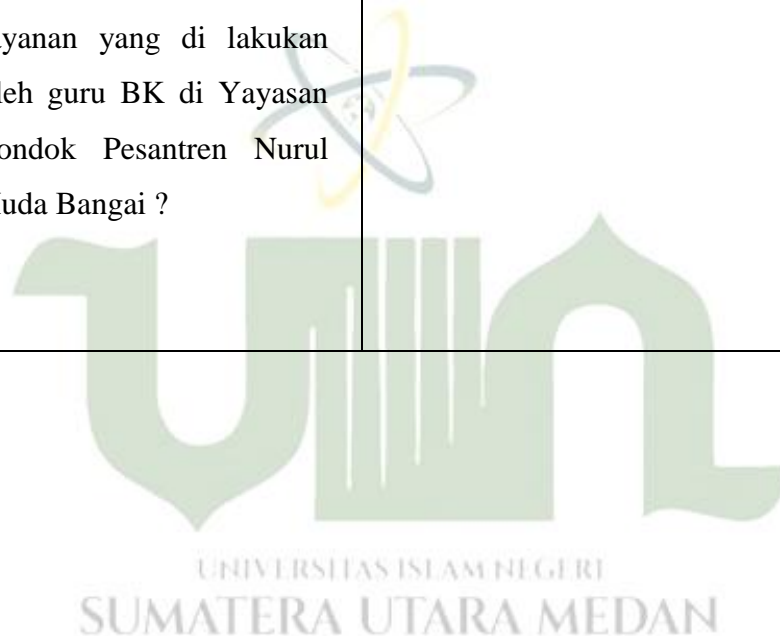 ayanan yang di lakukan
leh guru BK di Yayasan
ondok Pesantren Nurul
uda Bangai ?
UNIVERSITAS ISLAM NEGERI
SUMATERA UTARA MEDAN